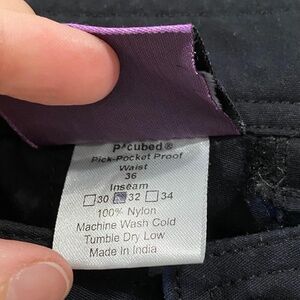 P^cubed®
Pick-Pocket Proof
Waist
36
Inseam
30 32 34
100% Nylon
Machine Wash Cold
Tumble Dry Low
Made in India